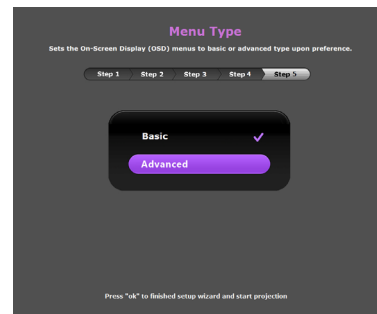 Menu Type
Sets the On-Screen Display (OSD) menus to basic or advanced type upon preference.
Step 1 Step 2 Step 3 Step 4 Step 5
Basic
Advanced
Press "ok" to finished setup wizard and start projection